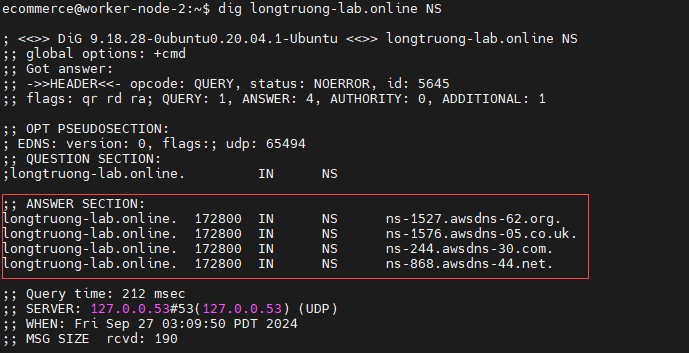 ecommerce@worker-node-2:~$ dig longtruong-lab.online NS
; <<>> DiG 9.18.28-0ubuntu0.20.04.1-Ubuntu <<>> longtruong-lab.online NS
;; global options: +cmd
;; Got answer:
;; ->>HEADER<<- opcode: QUERY, status: NOERROR, id: 5645
;; flags: qr rd ra; QUERY: 1, ANSWER: 4, AUTHORITY: 0, ADDITIONAL: 1
;; OPT PSEUDOSECTION:
; EDNS: version: 0, flags:; udp: 65494
;; QUESTION SECTION:
;longtruong-lab.online. IN NS
;; ANSWER SECTION:
longtruong-lab.online. 172800 IN NS ns-1527.awsdns-62.org.
longtruong-lab.online. 172800 IN NS ns-1576.awsdns-05.co.uk.
longtruong-lab.online. 172800 IN NS ns-244.awsdns-30.com.
longtruong-lab.online. 172800 IN NS ns-868.awsdns-44.net.
;; Query time: 212 msec
;; SERVER: 127.0.0.53#53(127.0.0.53) (UDP)
;; WHEN: Fri Sep 27 03:09:50 PDT 2024
;; MSG SIZE rcvd: 190